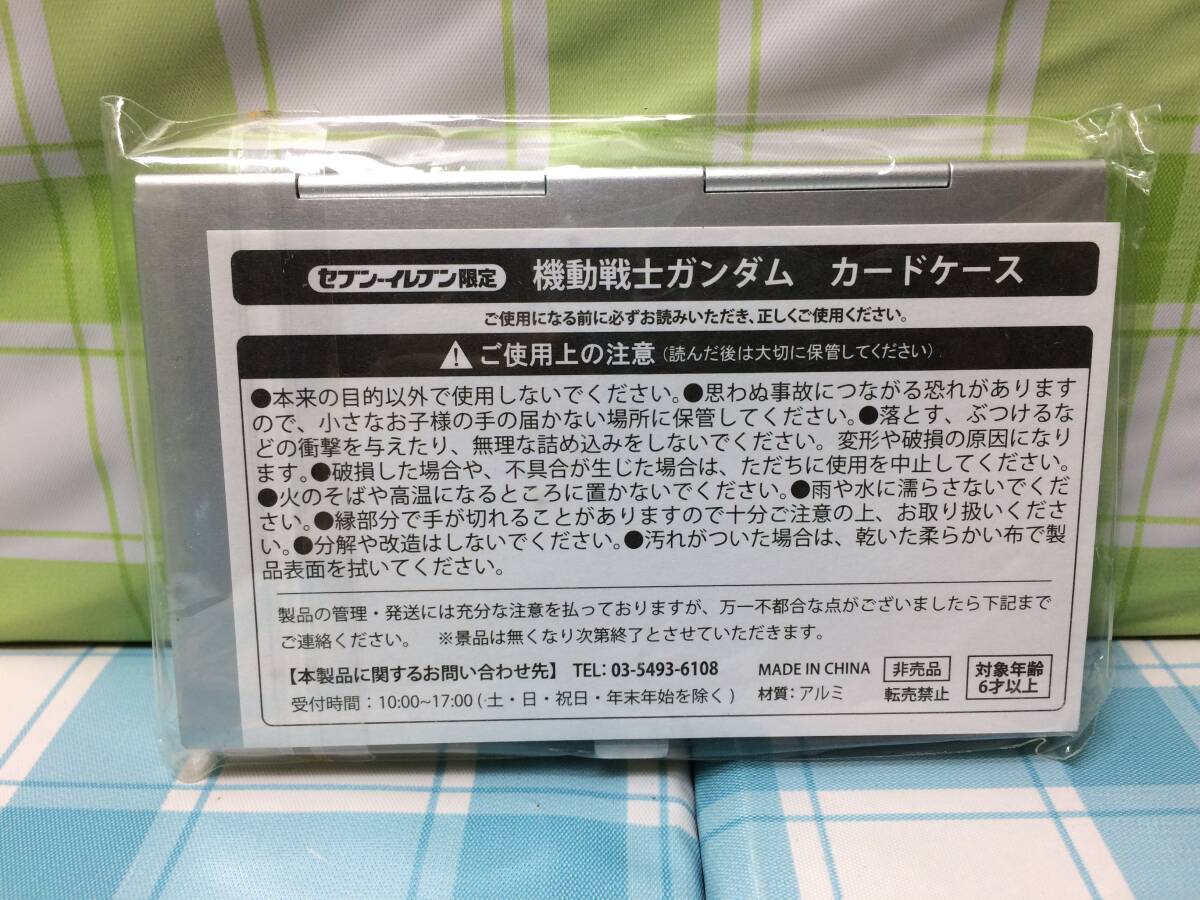 セブン-イレブン限定 機動戦士ガンダム カードケース
ご使用になる前に必ずお読みいただき、正しくご使用ください。
⚠ご使用上の注意（読んだ後は大切に保管してください）
●本来の目的以外で使用しないでください。●思わぬ事故につながる恐れがあります
ので、小さなお子様の手の届かない場所に保管してください。●落とす、ぶつけるな
どの衝撃を与えたり、無理な詰め込みをしないでください。変形や破損の原因になり
ます。●破損した場合や、不具合が生じた場合は、ただちに使用を中止してください。
●火のそばや高温になるところに置かないでください。●雨や水に濡らさないでくだ
さい。●縁部分で手が切れることがありますので十分ご注意の上、お取り扱いくださ
い。●分解や改造はしないでください。●汚れがついた場合は、乾いた柔らかい布で製
品表面を拭いてください。
製品の管理・発送には充分な注意を払っておりますが、万一不都合な点がございましたら下記まで
ご連絡ください。 ※景品は無くなり次第終了とさせていただきます。
【本製品に関するお問い合わせ先】 TEL: 03-5493-6108 MADE IN CHINA 非売品 対象年齢
受付時間：10:00~17:00 (土・日・祝日・年末年始を除く) 材質：アルミ 転売禁止 6才以上